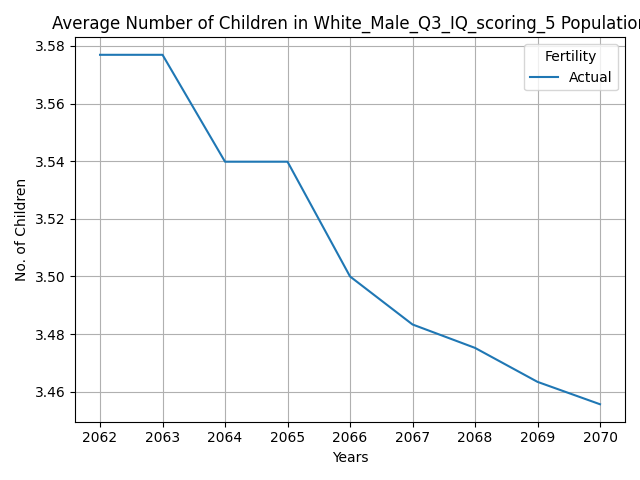 Average Number of Children in White_Male_Q3_IQ_scoring_5 Population
Fertility
Actual
No. of Children
3.58
3.56
3.54
3.52
3.50
3.48
3.46
2062 2063 2064 2065 2066 2067 2068 2069 2070
Years